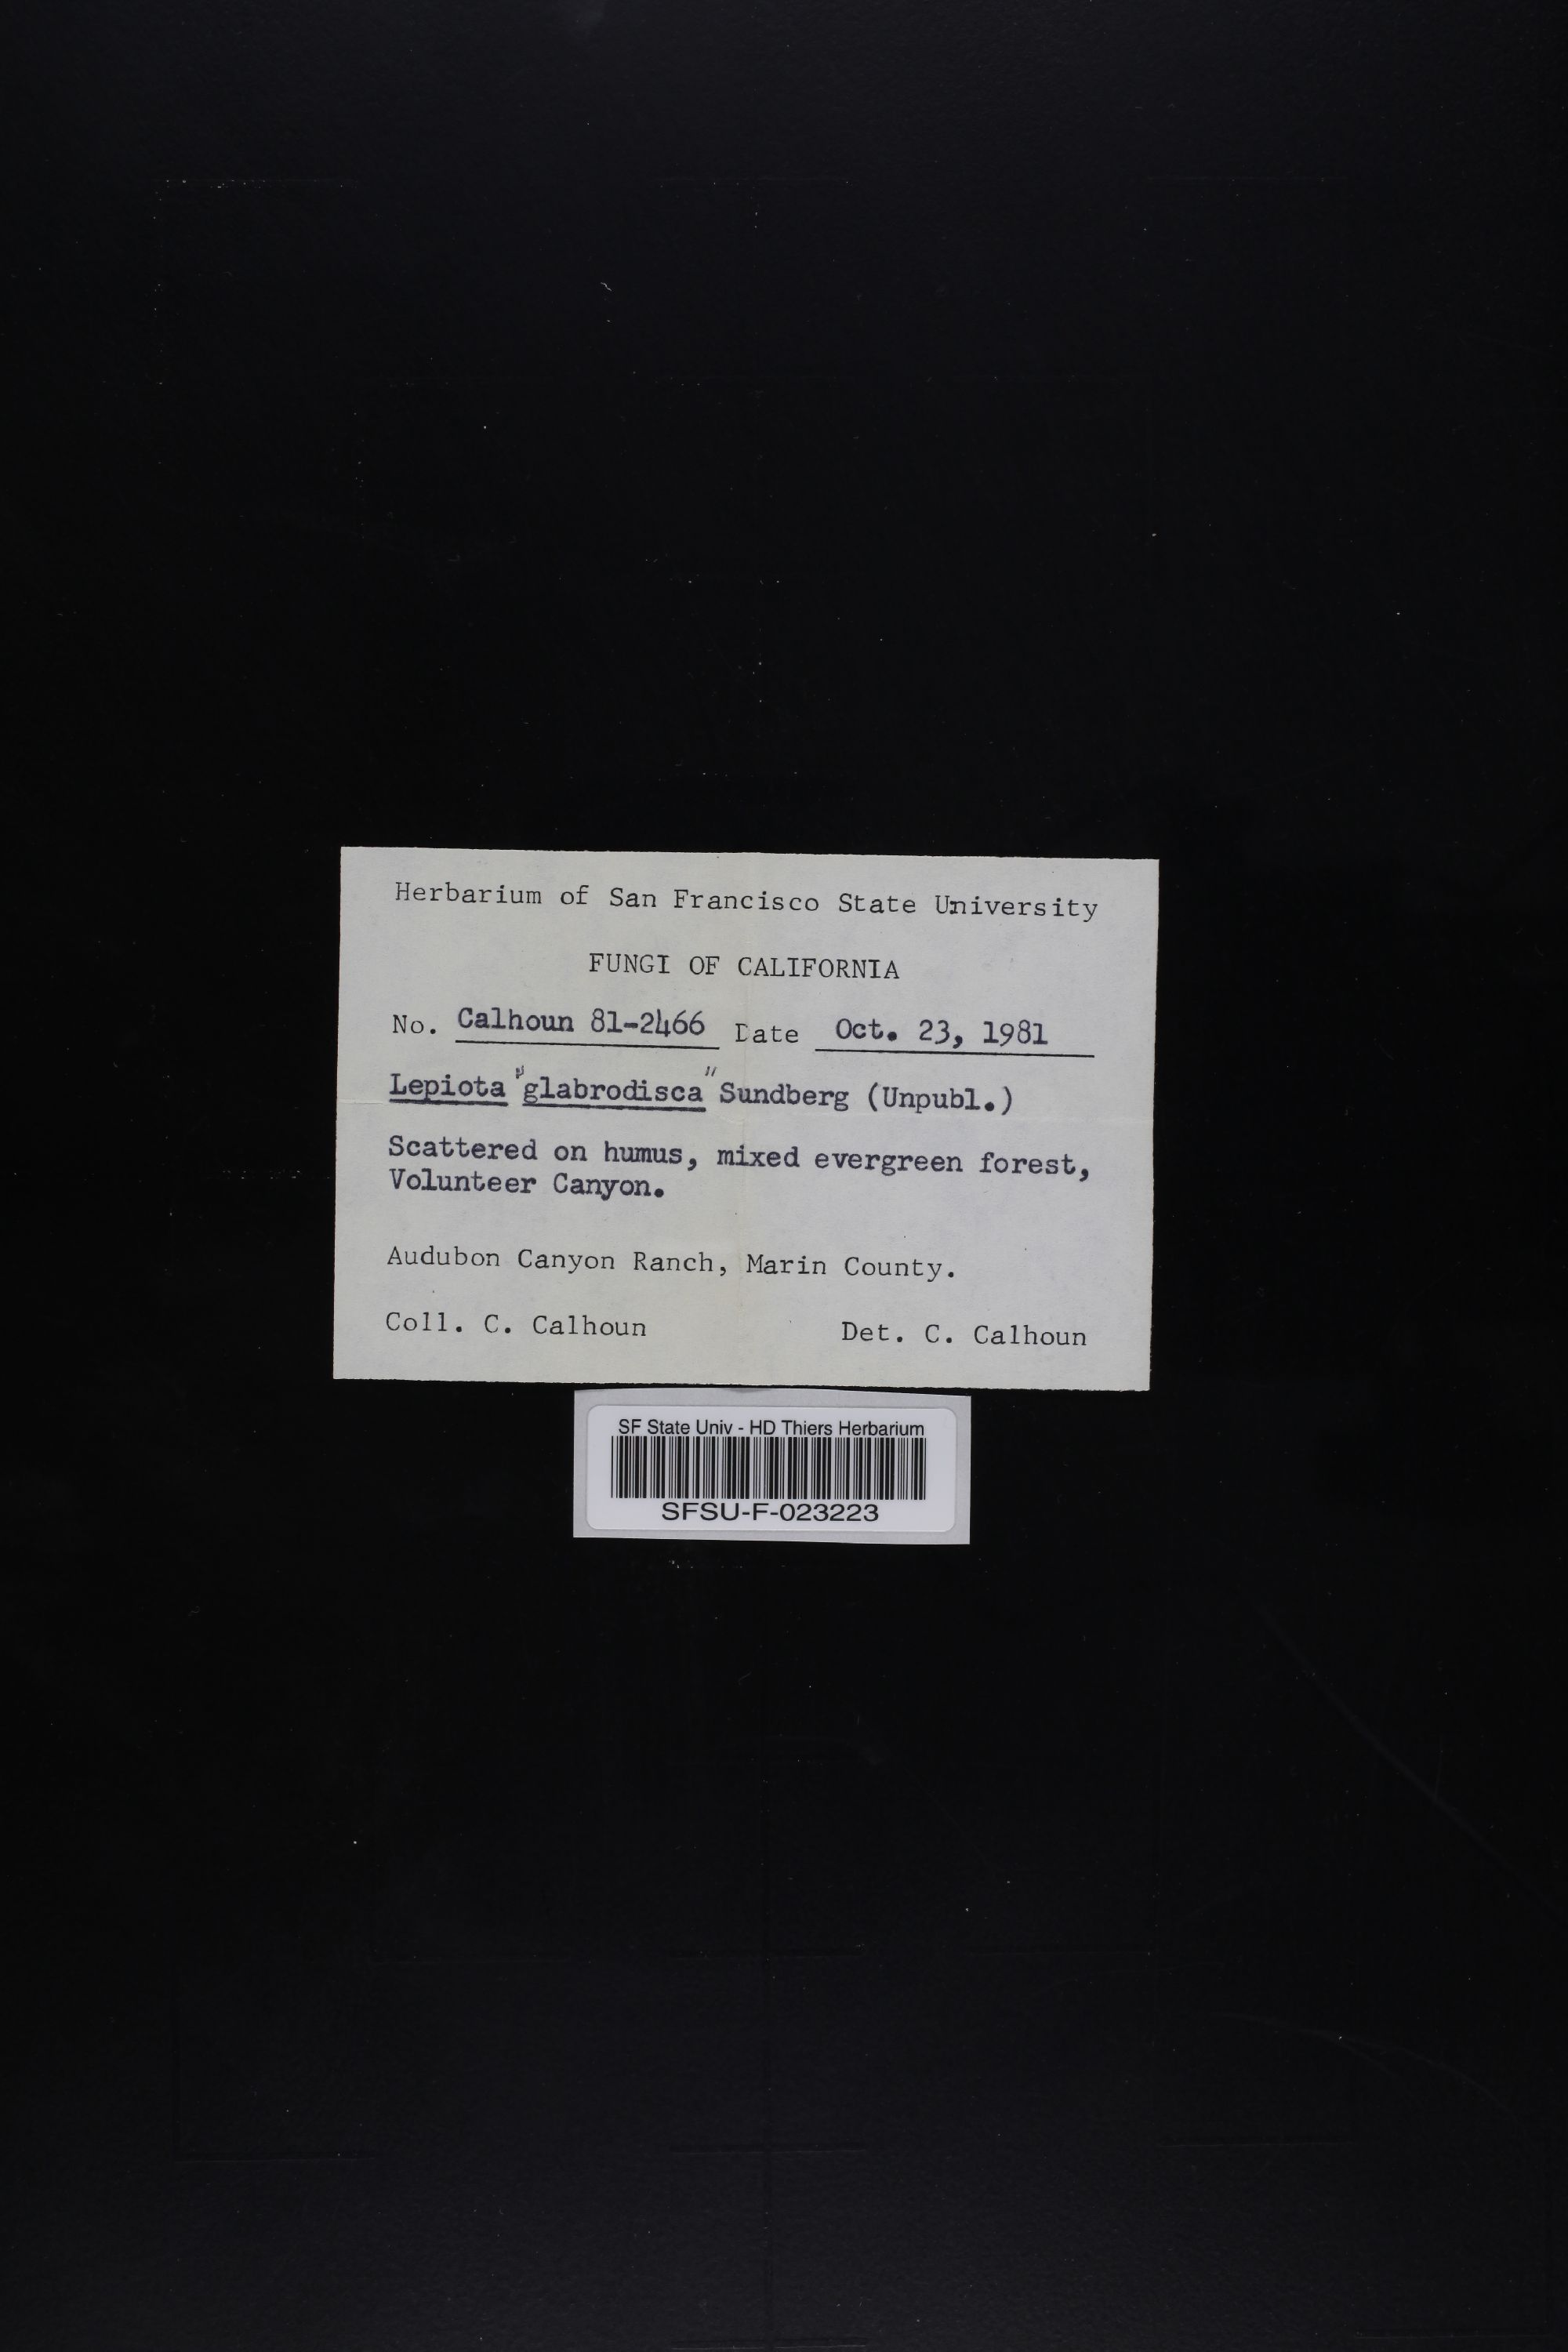 Herbarium of San Francisco State University
FUNGI OF CALIFORNIA
No. Calhoun 81-2466 Date Oct. 23, 1981
Lepiota "glabrodisca" Sundberg (Unpubl.)
Scattered on humus, mixed evergreen forest,
Volunteer Canyon.
Audubon Canyon Ranch, Marin County.
Coll. C. Calhoun Det. C. Calhoun
SF State Univ - HD Thiers Herbarium
SFSU-F-023223